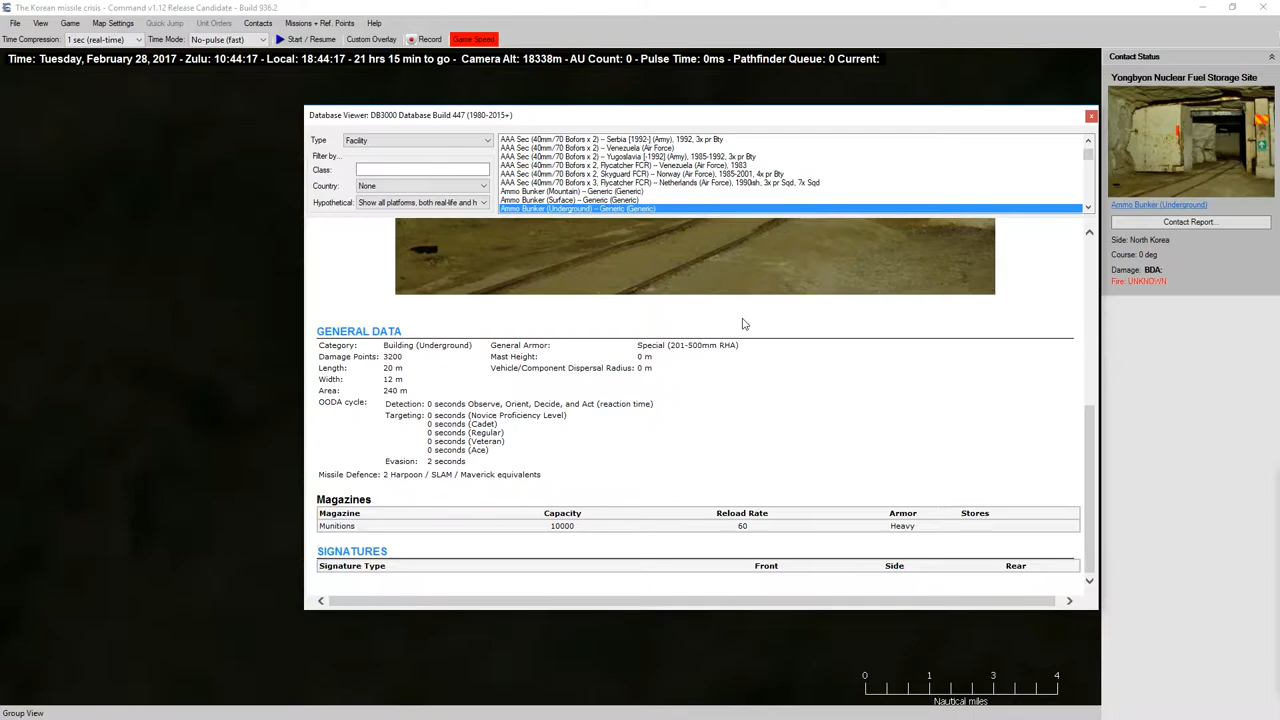 The Korean missile crisis - Command v1.12 Release Candidate - Build 936.2
File View Game Map Settings Quick Jump Unit Orders Contacts Missions + Ref. Points Help
Time Compression: 1 sec (real-time) Time Mode: No-pulse (fast) Start / Resume Custom Overlay Record Game Speed
Time: Tuesday, February 28, 2017 - Zulu: 10:44:17 - Local: 18:44:17 - 21 hrs 15 min to go - Camera Alt: 18338m - AU Count: 0 - Pulse Time: 0ms - Pathfinder Queue: 0 Current:
Contact Status
Yongbyon Nuclear Fuel Storage Site
Ammo Bunker (Underground)
Contact Report...
Side: North Korea
Course: 0 deg
Damage: BDA:
Fire: UNKNOWN
Database Viewer: DB3000 Database Build 447 (1980-2015+)
Type Facility
Filter by...
Class:
Country: None
Hypothetical: Show all platforms, both real-life and h
AAA Sec (40mm/70 Bofors x 2) -- Serbia [1992-] (Army), 1992, 3x pr Bty
AAA Sec (40mm/70 Bofors x 2) -- Venezuela (Air Force)
AAA Sec (40mm/70 Bofors x 2) -- Yugoslavia [-1992] (Army), 1985-1992, 3x pr Bty
AAA Sec (40mm/70 Bofors x 2, Flycatcher FCR) -- Venezuela (Air Force), 1983
AAA Sec (40mm/70 Bofors x 2, Skyguard FCR) -- Norway (Air Force), 1985-2001, 4x pr Bty
AAA Sec (40mm/70 Bofors x 3, Flycatcher FCR) -- Netherlands (Air Force), 1990ish, 3x pr Sqd, 7x Sqd
Ammo Bunker (Mountain) -- Generic (Generic)
Ammo Bunker (Surface) -- Generic (Generic)
Ammo Bunker (Underground) -- Generic (Generic)
GENERAL DATA
Category: Building (Underground) General Armor: Special (201-500mm RHA)
Damage Points: 3200 Mast Height: 0 m
Length: 20 m Vehicle/Component Dispersal Radius: 0 m
Width: 12 m
Area: 240 m
OODA cycle: Detection: 0 seconds Observe, Orient, Decide, and Act (reaction time)
Targeting: 0 seconds (Novice Proficiency Level)
0 seconds (Cadet)
0 seconds (Regular)
0 seconds (Veteran)
0 seconds (Ace)
Evasion: 2 seconds
Missile Defence: 2 Harpoon / SLAM / Maverick equivalents
Magazines
Magazine Capacity Reload Rate Armor Stores
Munitions 10000 60 Heavy
SIGNATURES
Signature Type Front Side Rear
0 1 3 4
Nautical miles
Group View